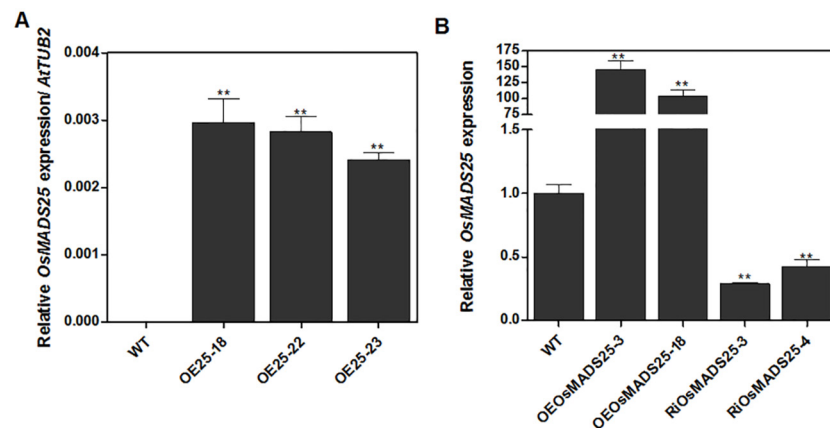 A
Relative OsMADS25 expression/ AtTUB2
0.004
0.003
0.002
0.001
0.000
**
**
**
WT
OE25-18
OE25-22
OE25-23
B
Relative OsMADS25 expression
175
150
125
100
75
1.5
1.0
0.5
0.0
**
**
**
**
WT
OEOsMADS25-3
OEOsMADS25-18
RiOsMADS25-3
RiOsMADS25-4